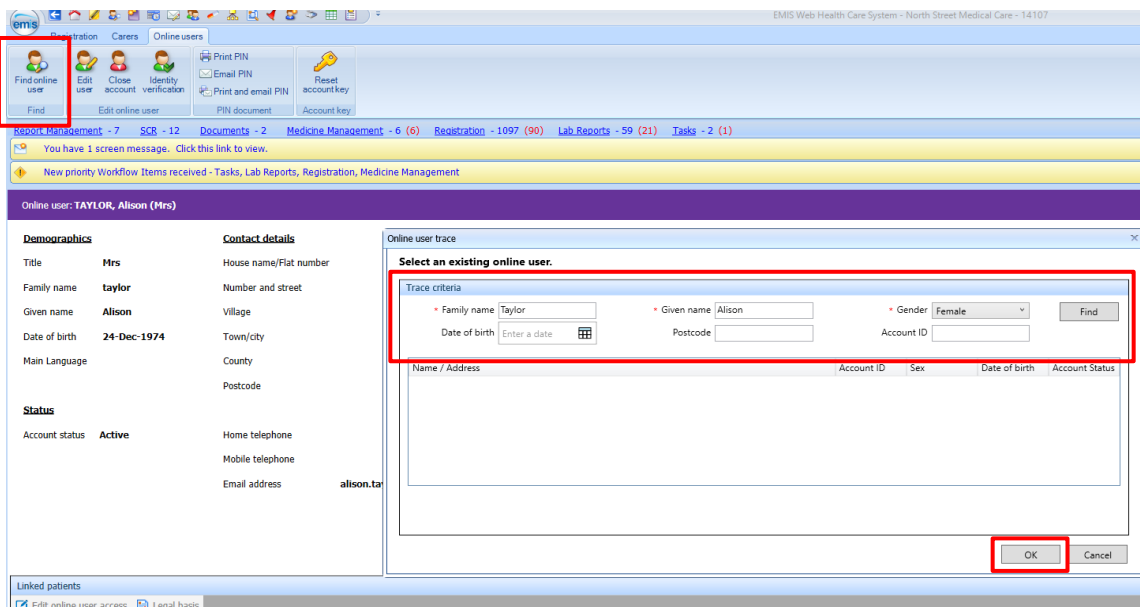 emis
EMIS Web Health Care System - North Street Medical Care - 14107
Registration Carers Online users
Find online user
Edit user
Close account
Identity verification
Print PIN
Email PIN
Print and email PIN
Reset account key
Find Edit online user PIN document Account key
Report Management - 7 SCR - 12 Documents - 2 Medicine Management - 6 (6) Registration - 1097 (90) Lab Reports - 59 (21) Tasks - 2 (1)
You have 1 screen message. Click this link to view.
New priority Workflow Items received - Tasks, Lab Reports, Registration, Medicine Management
Online user: TAYLOR, Alison (Mrs)
Demographics
Title Mrs
Family name taylor
Given name Alison
Date of birth 24-Dec-1974
Main Language
Status
Account status Active
Contact details
House name/Flat number
Number and street
Village
Town/city
County
Postcode
Home telephone
Mobile telephone
Email address alison.ta
Online user trace
Select an existing online user.
Trace criteria
* Family name Taylor * Given name Alison * Gender Female Find
Date of birth Enter a date Postcode Account ID
Name / Address Account ID Sex Date of birth Account Status
OK Cancel
Linked patients
Edit online user access Legal basis